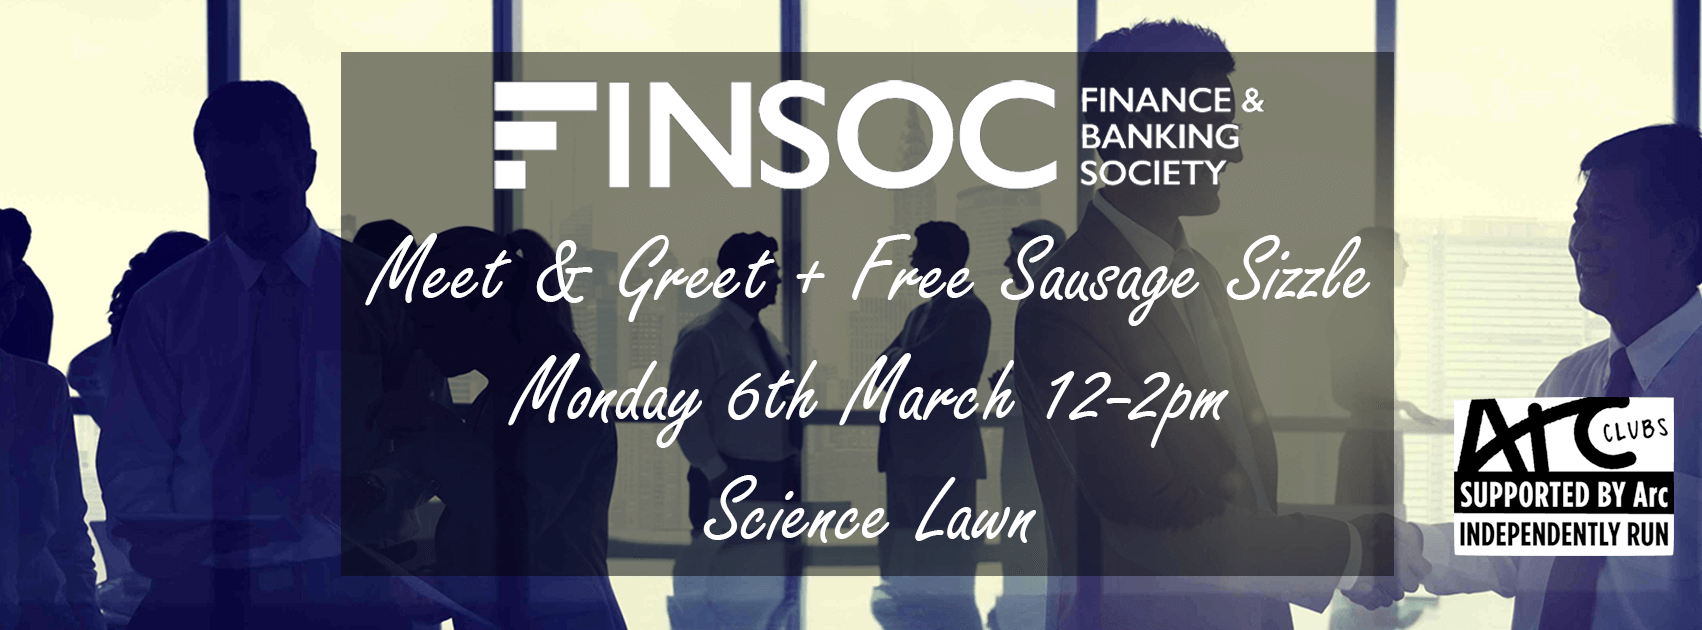 FINSOC
FINANCE &
BANKING
SOCIETY
Meet & Greet + Free Sausage Sizzle
Monday 6th March 12-2pm
Science Lawn
Arc CLUBS
SUPPORTED BY Arc
INDEPENDENTLY RUN